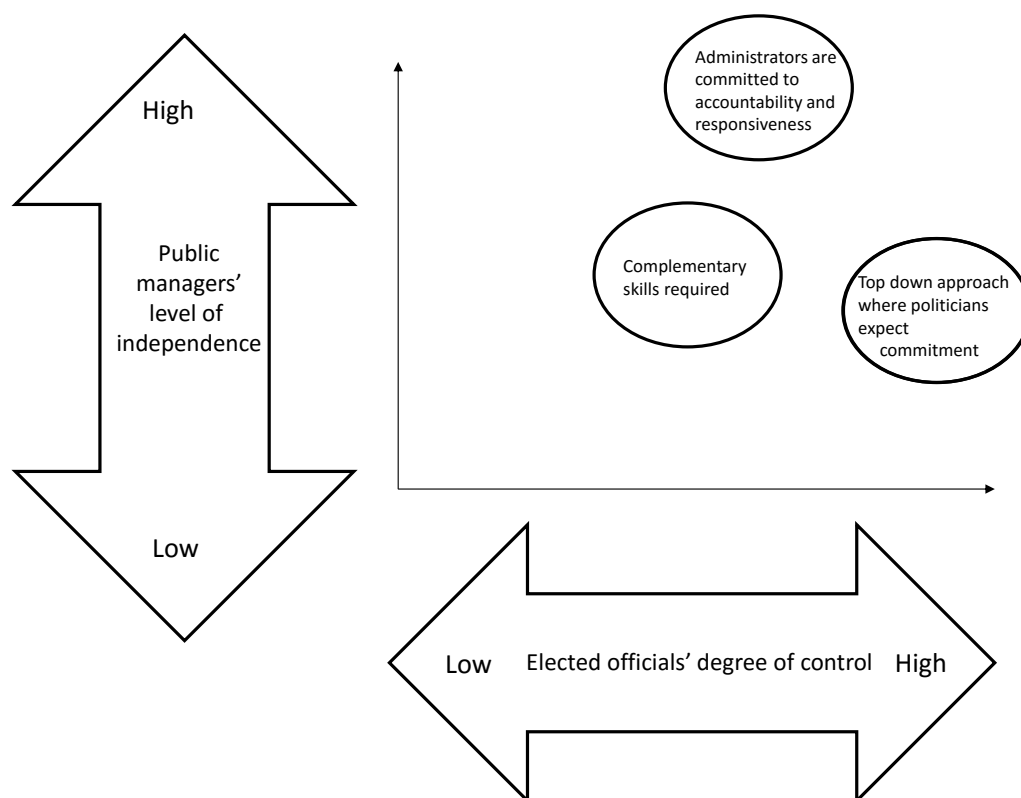 High
Public
managers’
level of
independence
Low
Administrators are
committed to
accountability and
responsiveness
Complementary
skills required
Top down approach
where politicians
expect
commitment
Low
Elected officials’ degree of control
High